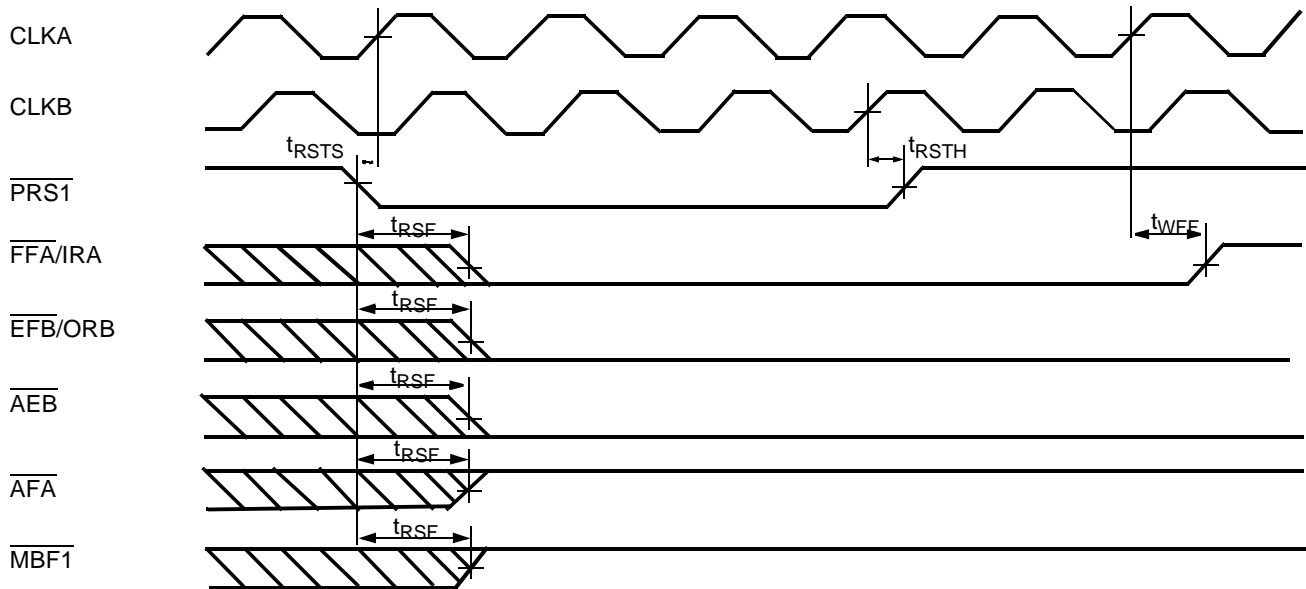 CLKA
CLKB
tRSTS
tRSTH
PRS1
tRSF
tWFF
FFA/IRA
tRSF
EFB/ORB
tRSF
AEB
tRSF
AFA
tRSF
MBF1